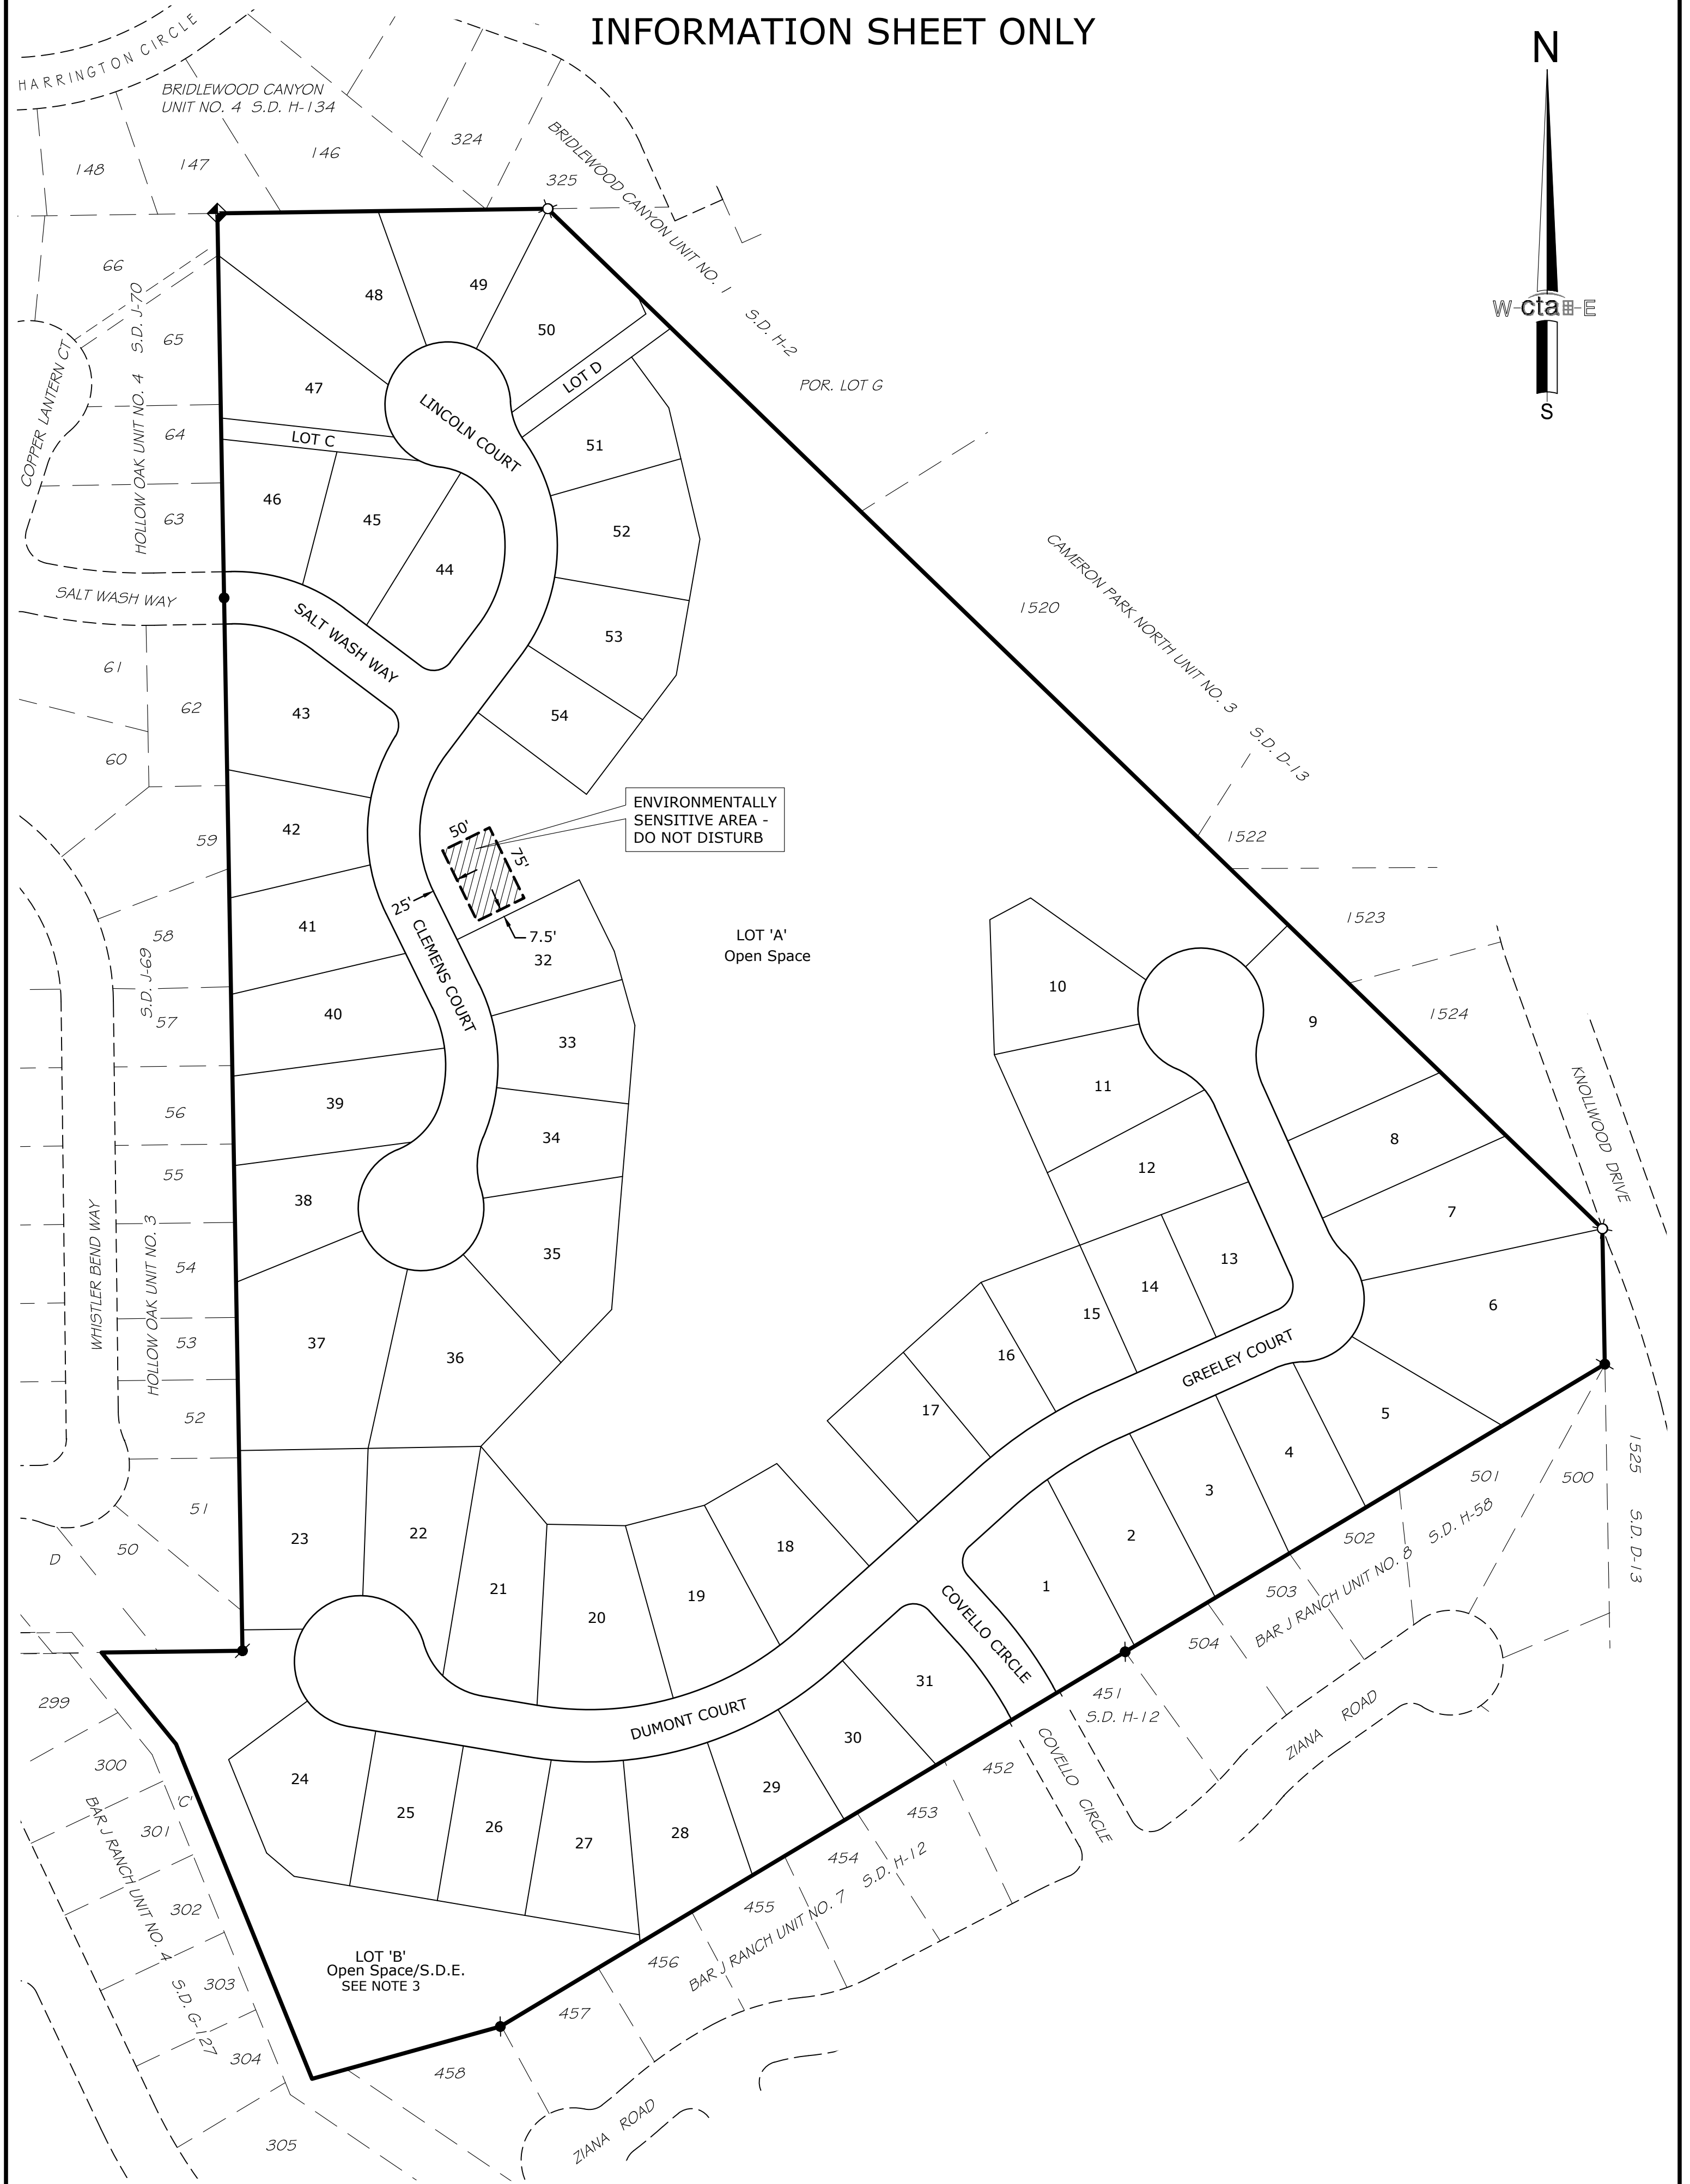 INFORMATION SHEET ONLY
N
W
cta
E
S
HARRINGTON CIRCLE
BRIDLEWOOD CANYON
UNIT NO. 4 S.D. H-134
148
147
146
324
325
BRIDLEWOOD CANYON UNIT NO. 1 S.D. H-2
POR. LOT G
CAMERON PARK NORTH UNIT NO. 3 S.D. D-13
1520
1522
1523
1524
KNOLLWOOD DRIVE
1525 S.D. D-13
66
65
64
63
COPPER LANTERN CT
HOLLOW OAK UNIT NO. 4 S.D. J-70
SALT WASH WAY
61
62
60
59
58
57
56
55
54
53
52
51
50
D
S.D. J-69
HOLLOW OAK UNIT NO. 3
WHISTLER BEND WAY
48
49
50
47
LOT C
LOT D
LINCOLN COURT
46
45
44
51
52
53
54
SALT WASH WAY
43
42
41
40
39
38
37
36
35
34
33
32
CLEMENS COURT
50'
75'
25'
7.5'
ENVIRONMENTALLY
SENSITIVE AREA -
DO NOT DISTURB
LOT 'A'
Open Space
10
9
11
8
12
7
13
14
15
6
16
17
5
4
3
2
1
GREELEY COURT
18
19
20
21
22
23
COVELLO CIRCLE
31
30
29
28
27
26
25
24
DUMONT COURT
LOT 'B'
Open Space/S.D.E.
SEE NOTE 3
299
300
'C'
301
302
303
304
305
BAR J RANCH UNIT NO. 4 S.D. G-127
500
501
502
503
504
BAR J RANCH UNIT NO. 8 S.D. H-58
451
S.D. H-12
452
COVELLO CIRCLE
453
454
455
456
457
458
BAR J RANCH UNIT NO. 7 S.D. H-12
ZIANA ROAD
ZIANA ROAD